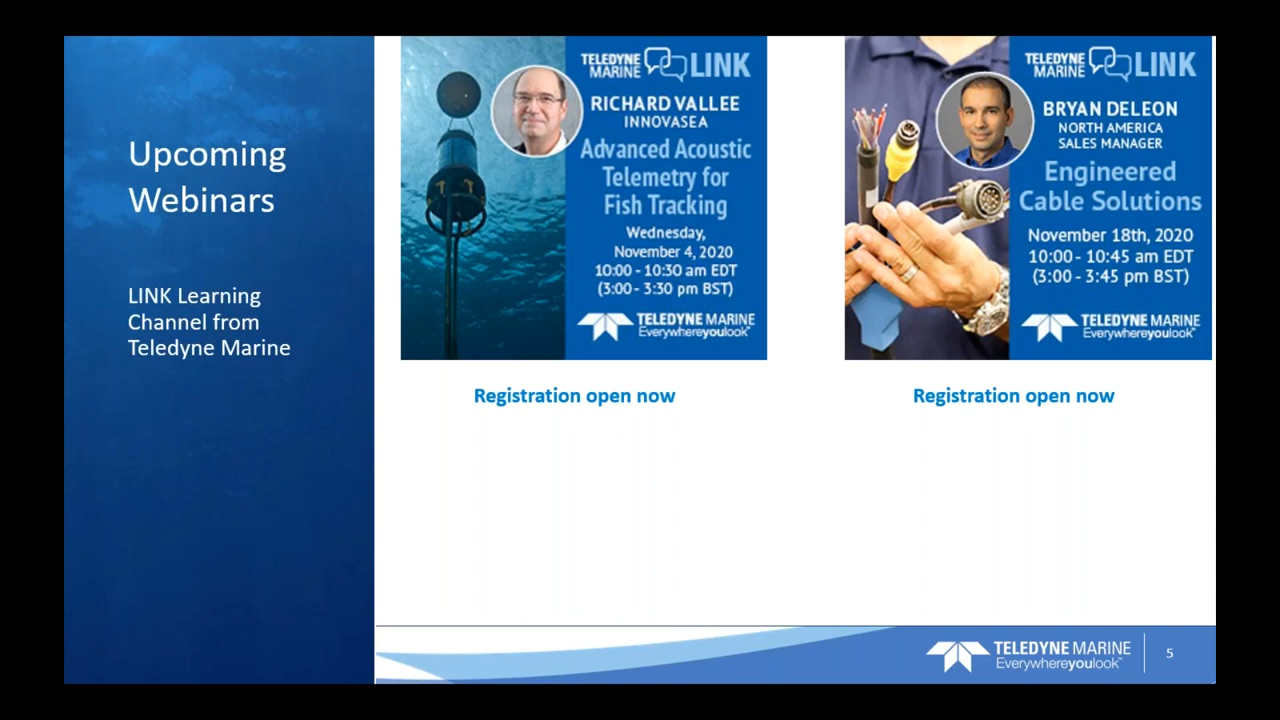 Upcoming
Webinars
LINK Learning
Channel from
Teledyne Marine
TELEDYNE
MARINE
LINK
RICHARD VALLEE
INNOVASEA
Advanced Acoustic
Telemetry for
Fish Tracking
Wednesday,
November 4, 2020
10:00 - 10:30 am EDT
(3:00 - 3:30 pm BST)
TELEDYNE MARINE
Everywhereyoulook™
Registration open now
TELEDYNE
MARINE
LINK
BRYAN DELEON
NORTH AMERICA
SALES MANAGER
Engineered
Cable Solutions
November 18th, 2020
10:00 - 10:45 am EDT
(3:00 - 3:45 pm BST)
TELEDYNE MARINE
Everywhereyoulook™
Registration open now
TELEDYNE MARINE
Everywhereyoulook™
5